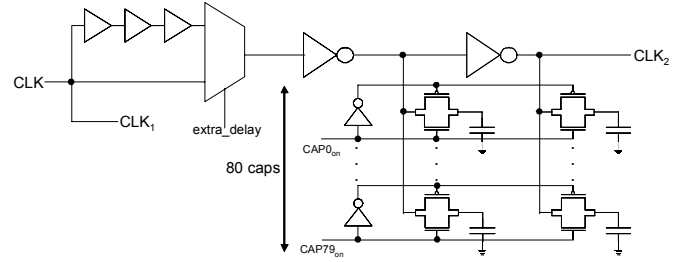 CLK
CLK₁
extra_delay
CLK₂
80 caps
CAP0on
CAP79on